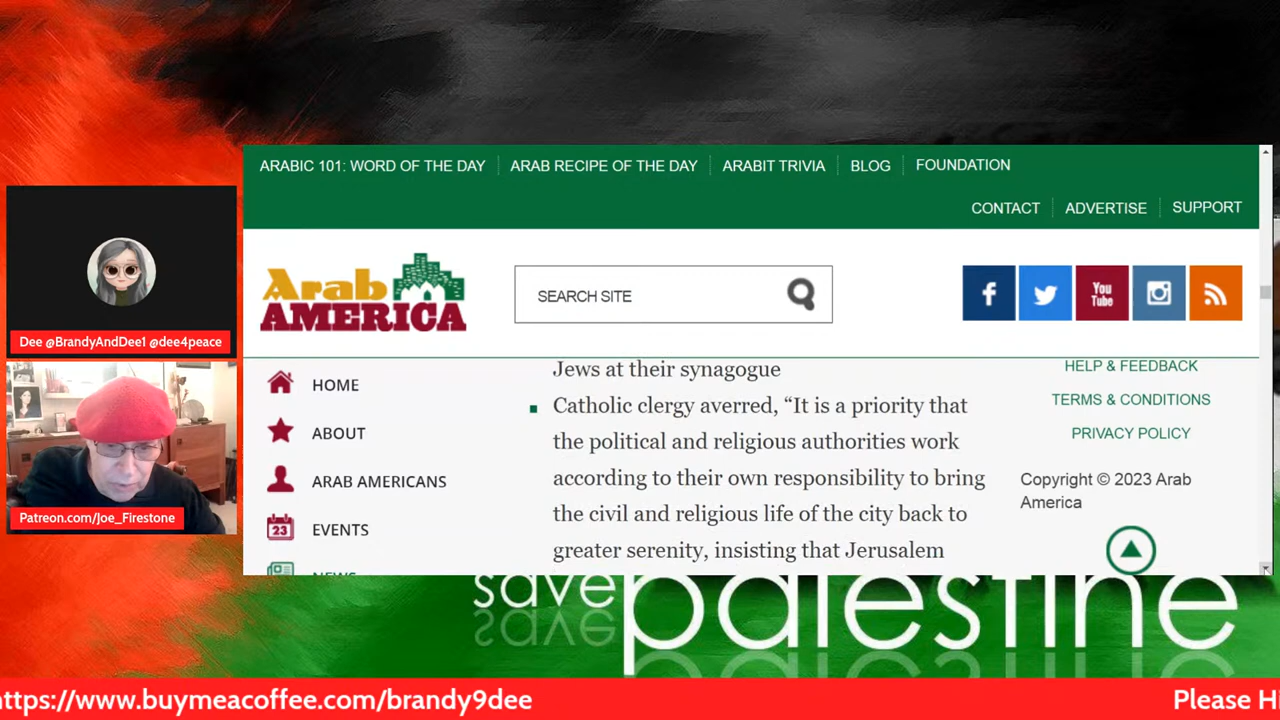 ARABIC 101: WORD OF THE DAY
ARAB RECIPE OF THE DAY
ARABIT TRIVIA
BLOG
FOUNDATION
CONTACT
ADVERTISE
SUPPORT
Arab
AMERICA
SEARCH SITE
You
Tube
Dee @BrandyAndDee1 @dee4peace
Patreon.com/Joe_Firestone
HOME
ABOUT
ARAB AMERICANS
23
EVENTS
NEWS
Jews at their synagogue
Catholic clergy averred, “It is a priority that
the political and religious authorities work
according to their own responsibility to bring
the civil and religious life of the city back to
greater serenity, insisting that Jerusalem
HELP & FEEDBACK
TERMS & CONDITIONS
PRIVACY POLICY
Copyright © 2023 Arab
America
save palestine
https://www.buymeacoffee.com/brandy9dee
Please Hi